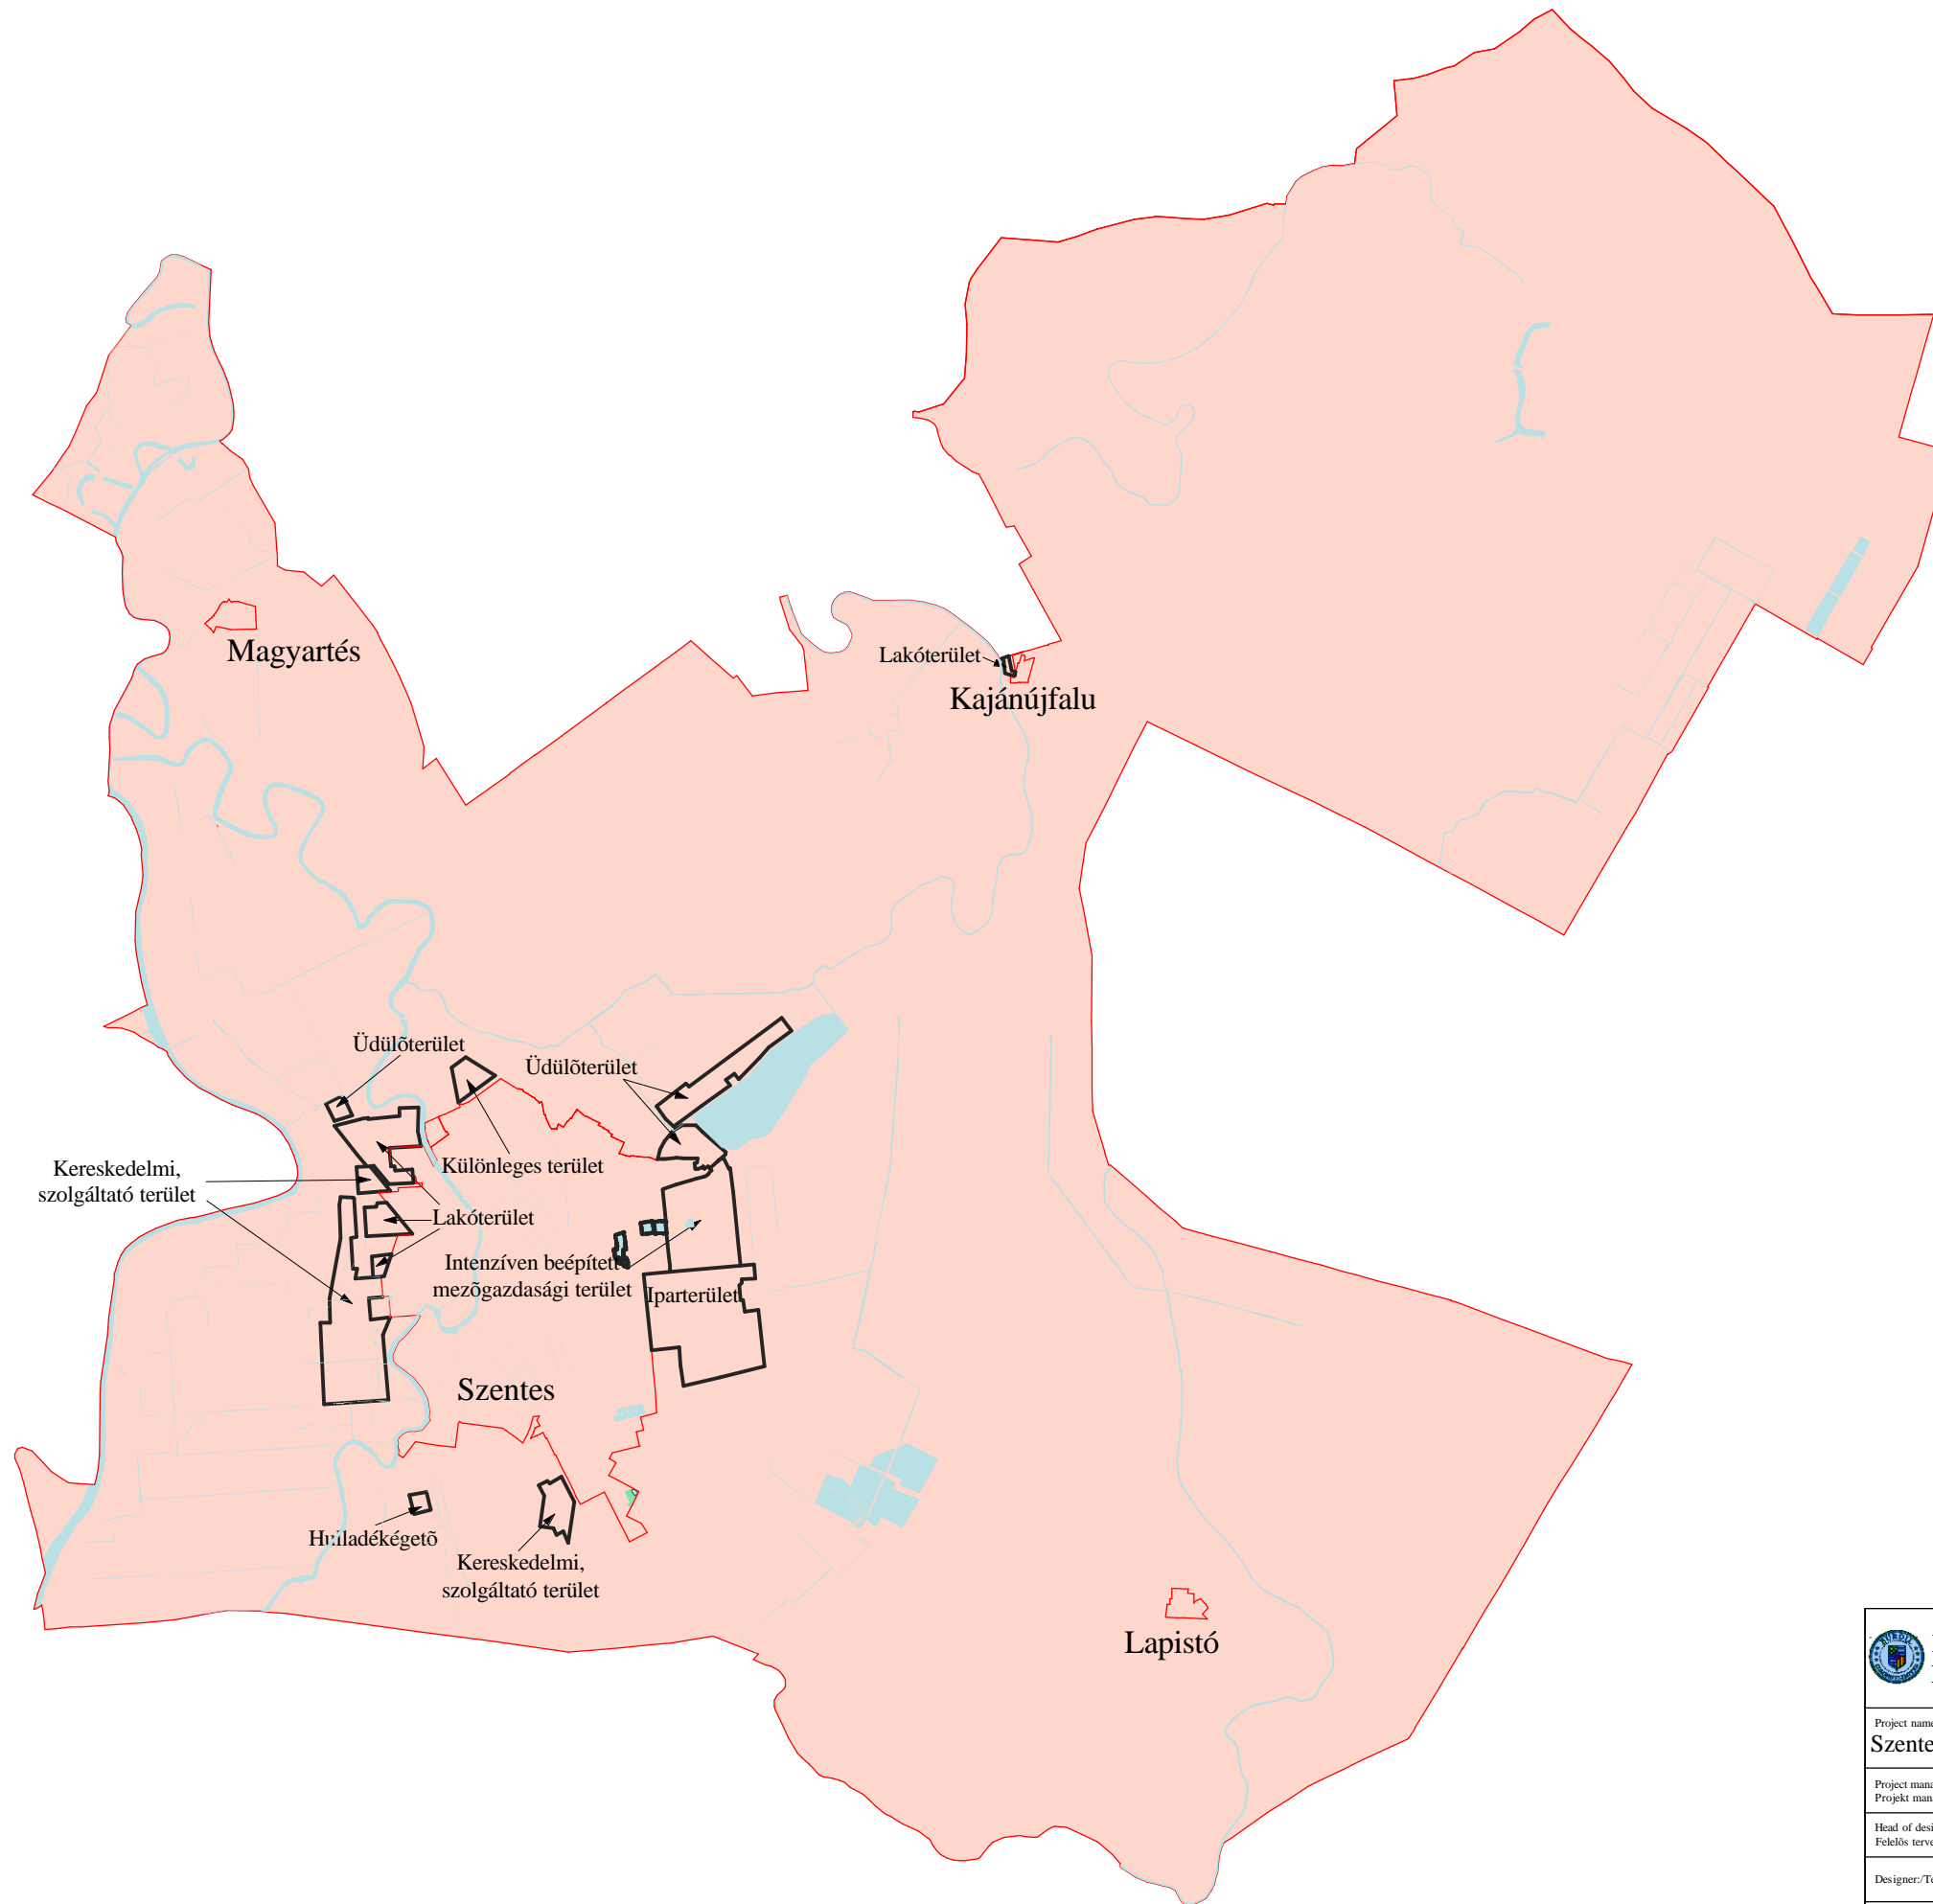 Magyartés
Lakóterület
Kajánújfalu
Üdülõterület
Üdülõterület
Kereskedelmi,
szolgáltató terület
Különleges terület
Lakóterület
Intenzíven beépített
mezõgazdasági terület
Iparterület
Szentes
Hulladékégetõ
Kereskedelmi,
szolgáltató terület
Lapistó
Project name
Szente
Project mana
Projekt man
Head of desi
Felelõs terve
Designer:/Te